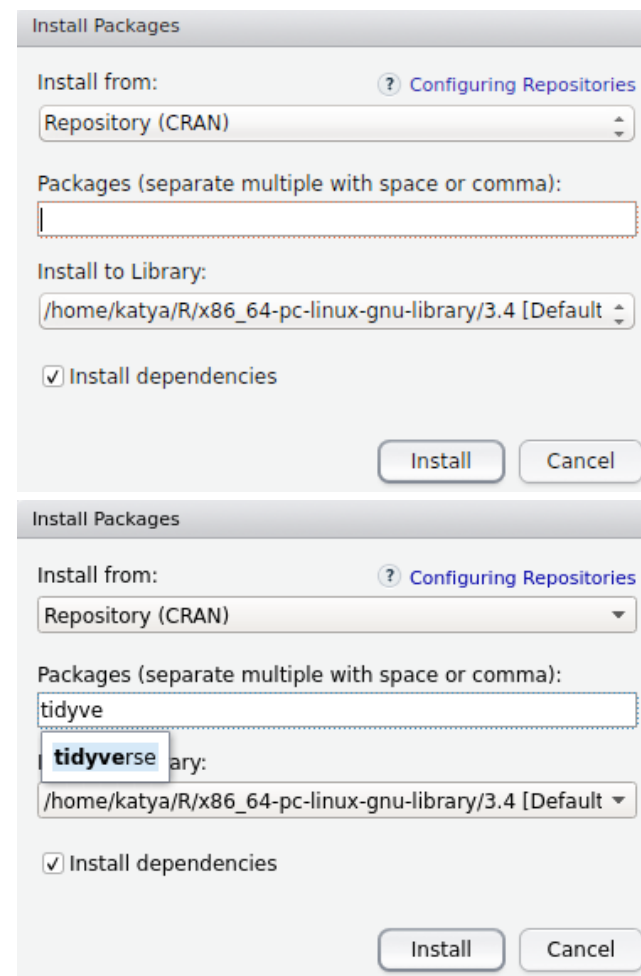 Install Packages
Install from:
? Configuring Repositories
Repository (CRAN)
Packages (separate multiple with space or comma):
Install to Library:
/home/katya/R/x86_64-pc-linux-gnu-library/3.4 [Default
Install dependencies
Install Cancel
Install Packages
Install from:
? Configuring Repositories
Repository (CRAN)
Packages (separate multiple with space or comma):
tidyve
tidyverse
ary:
/home/katya/R/x86_64-pc-linux-gnu-library/3.4 [Default
Install dependencies
Install Cancel